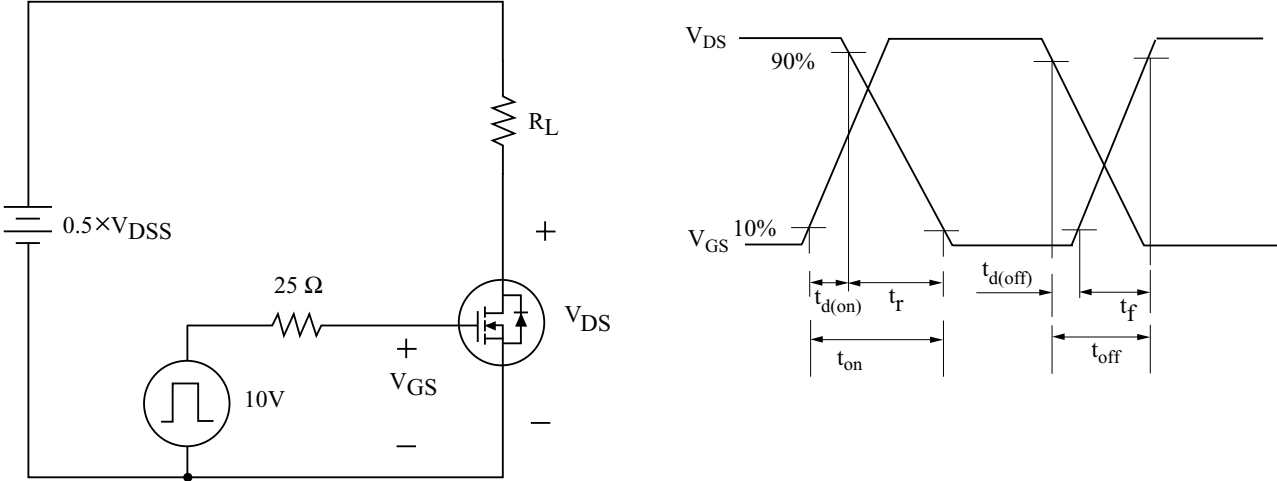 R_L
0.5×V_DSS
+
25 Ω
V_DS
+
V_GS
10V
−
−
V_DS
90%
V_GS 10%
t_d(on)
t_r
t_d(off)
t_f
t_on
t_off